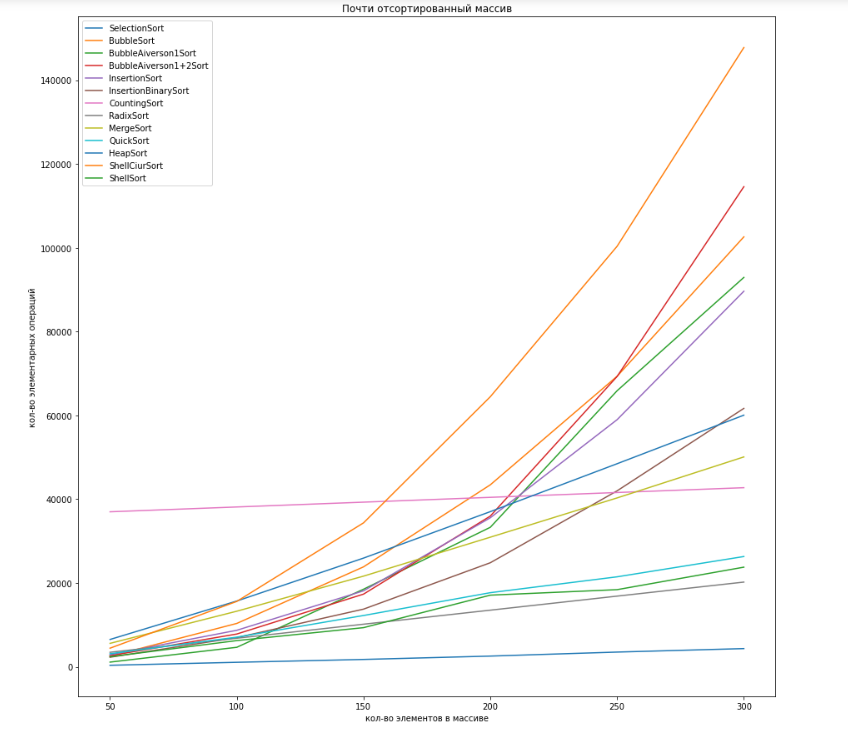 Почти отсортированный массив
SelectionSort
BubbleSort
BubbleAiverson1Sort
BubbleAiverson1+2Sort
InsertionSort
InsertionBinarySort
CountingSort
RadixSort
MergeSort
QuickSort
HeapSort
ShellCiurSort
ShellSort
140000
120000
100000
80000
60000
40000
20000
0
кол-во элементарных операций
50 100 150 200 250 300
кол-во элементов в массиве